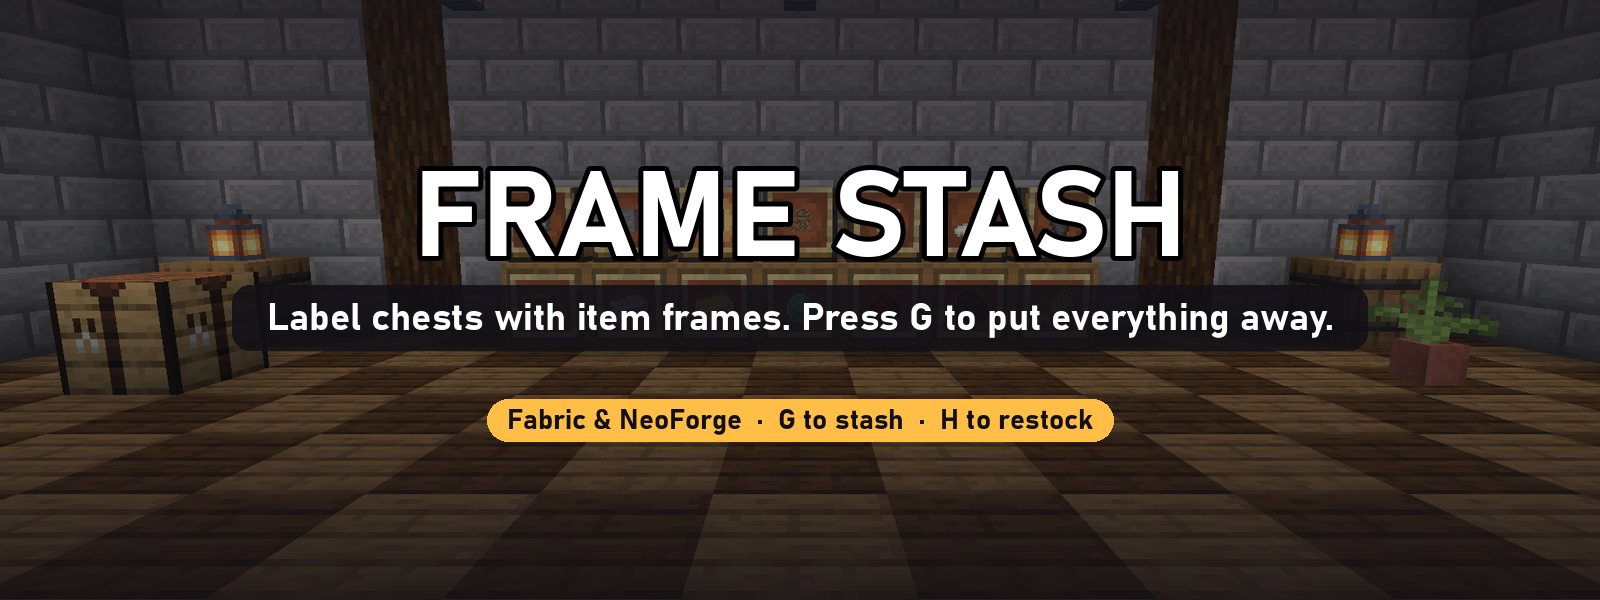 FRAME STASH
Label chests with item frames. Press G to put everything away.
Fabric & NeoForge · G to stash · H to restock